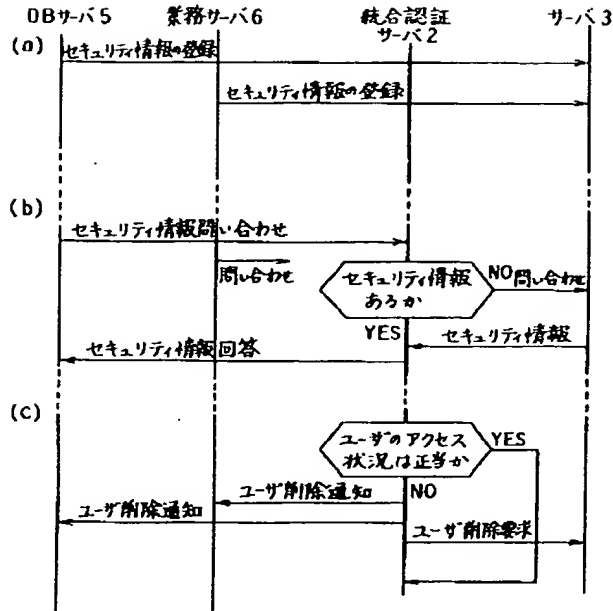 DBサーバ5 業務サーバ6 統合認証 サーバ3
サーバ2
(a)
セキュリティ情報の登録
セキュリティ情報の登録
(b)
セキュリティ情報問い合わせ
問い合わせ
セキュリティ情報
あるか
NO
問い合わせ
YES
セキュリティ情報
セキュリティ情報回答
(c)
ユーザのアクセス
状況は正当か
YES
NO
ユーザ削除通知
ユーザ削除通知
ユーザ削除要求